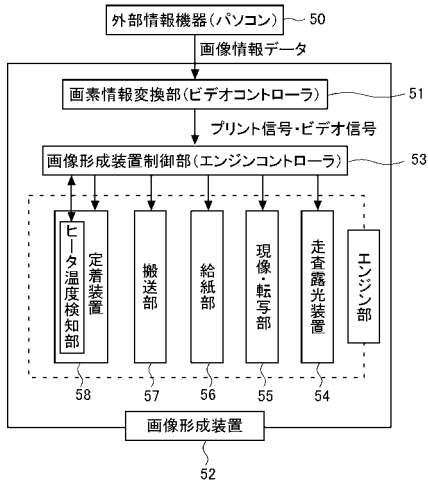 外部情報機器(パソコン)
50
画像情報データ
画素情報変換部(ビデオコントローラ)
51
プリント信号・ビデオ信号
画像形成装置制御部(エンジンコントローラ)
53
ヒータ温度検知部
定着装置
搬送部
給紙部
現像・転写部
走査露光装置
エンジン部
58
57
56
55
54
画像形成装置
52